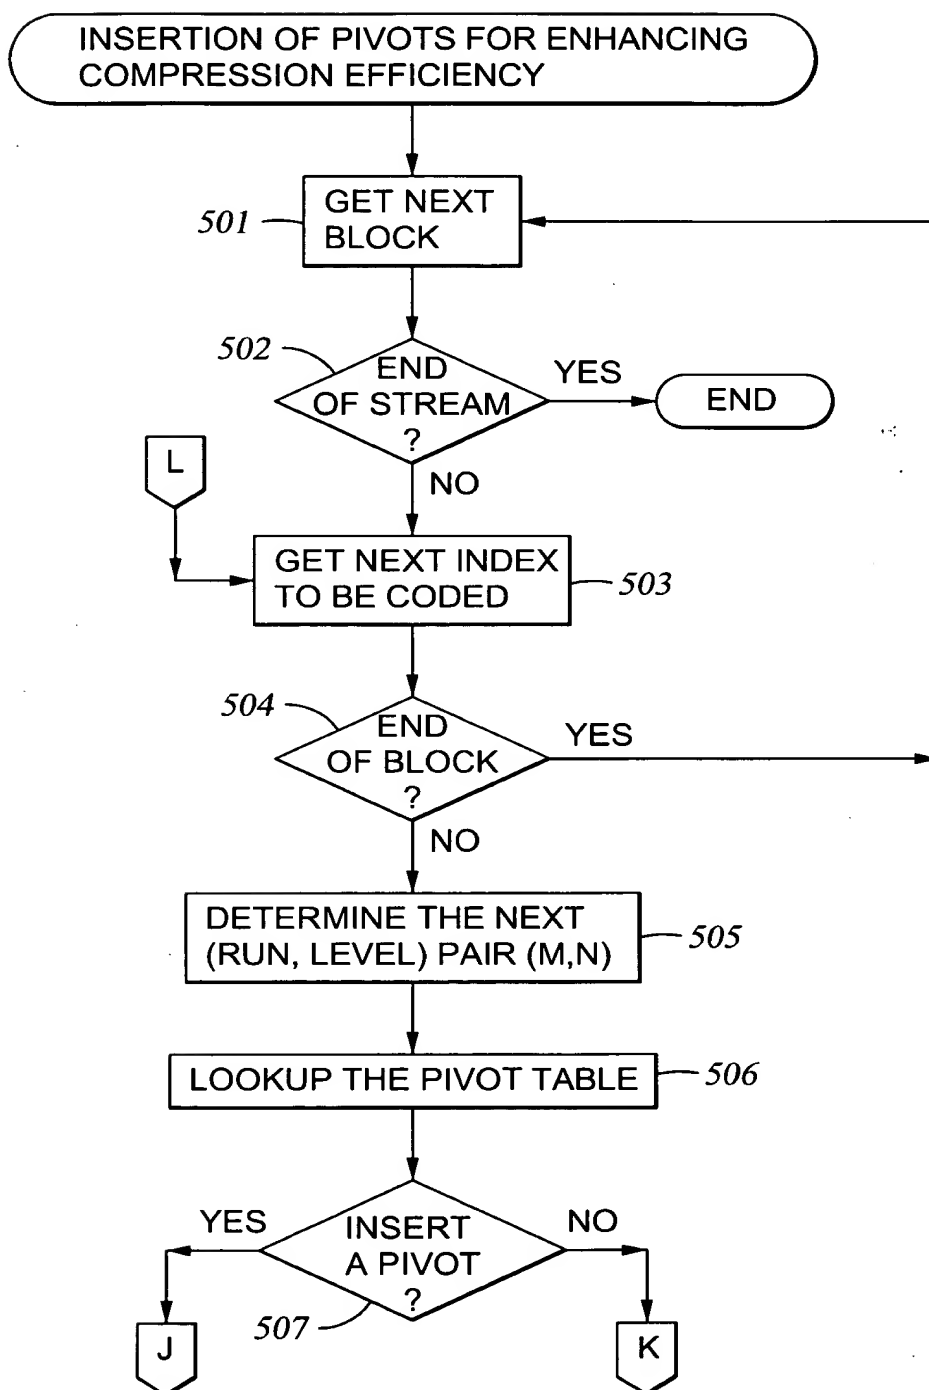 INSERTION OF PIVOTS FOR ENHANCING
COMPRESSION EFFICIENCY
501
GET NEXT
BLOCK
502
END
OF STREAM
?
YES
END
NO
L
GET NEXT INDEX
TO BE CODED
503
504
END
OF BLOCK
?
YES
NO
DETERMINE THE NEXT
(RUN, LEVEL) PAIR (M,N)
505
LOOKUP THE PIVOT TABLE
506
YES
INSERT
A PIVOT
?
NO
507
J
K